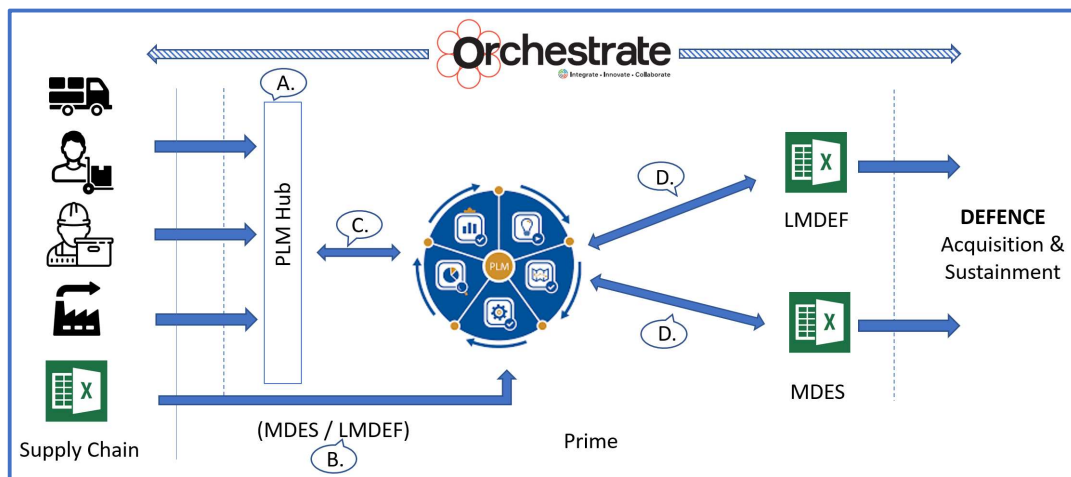 Orchestrate
Integrate • Innovate • Collaborate
A.
PLM Hub
C.
PLM
D.
D.
X
LMDEF
X
MDES
DEFENCE
Acquisition &
Sustainment
X
Supply Chain
(MDES / LMDEF)
B.
Prime